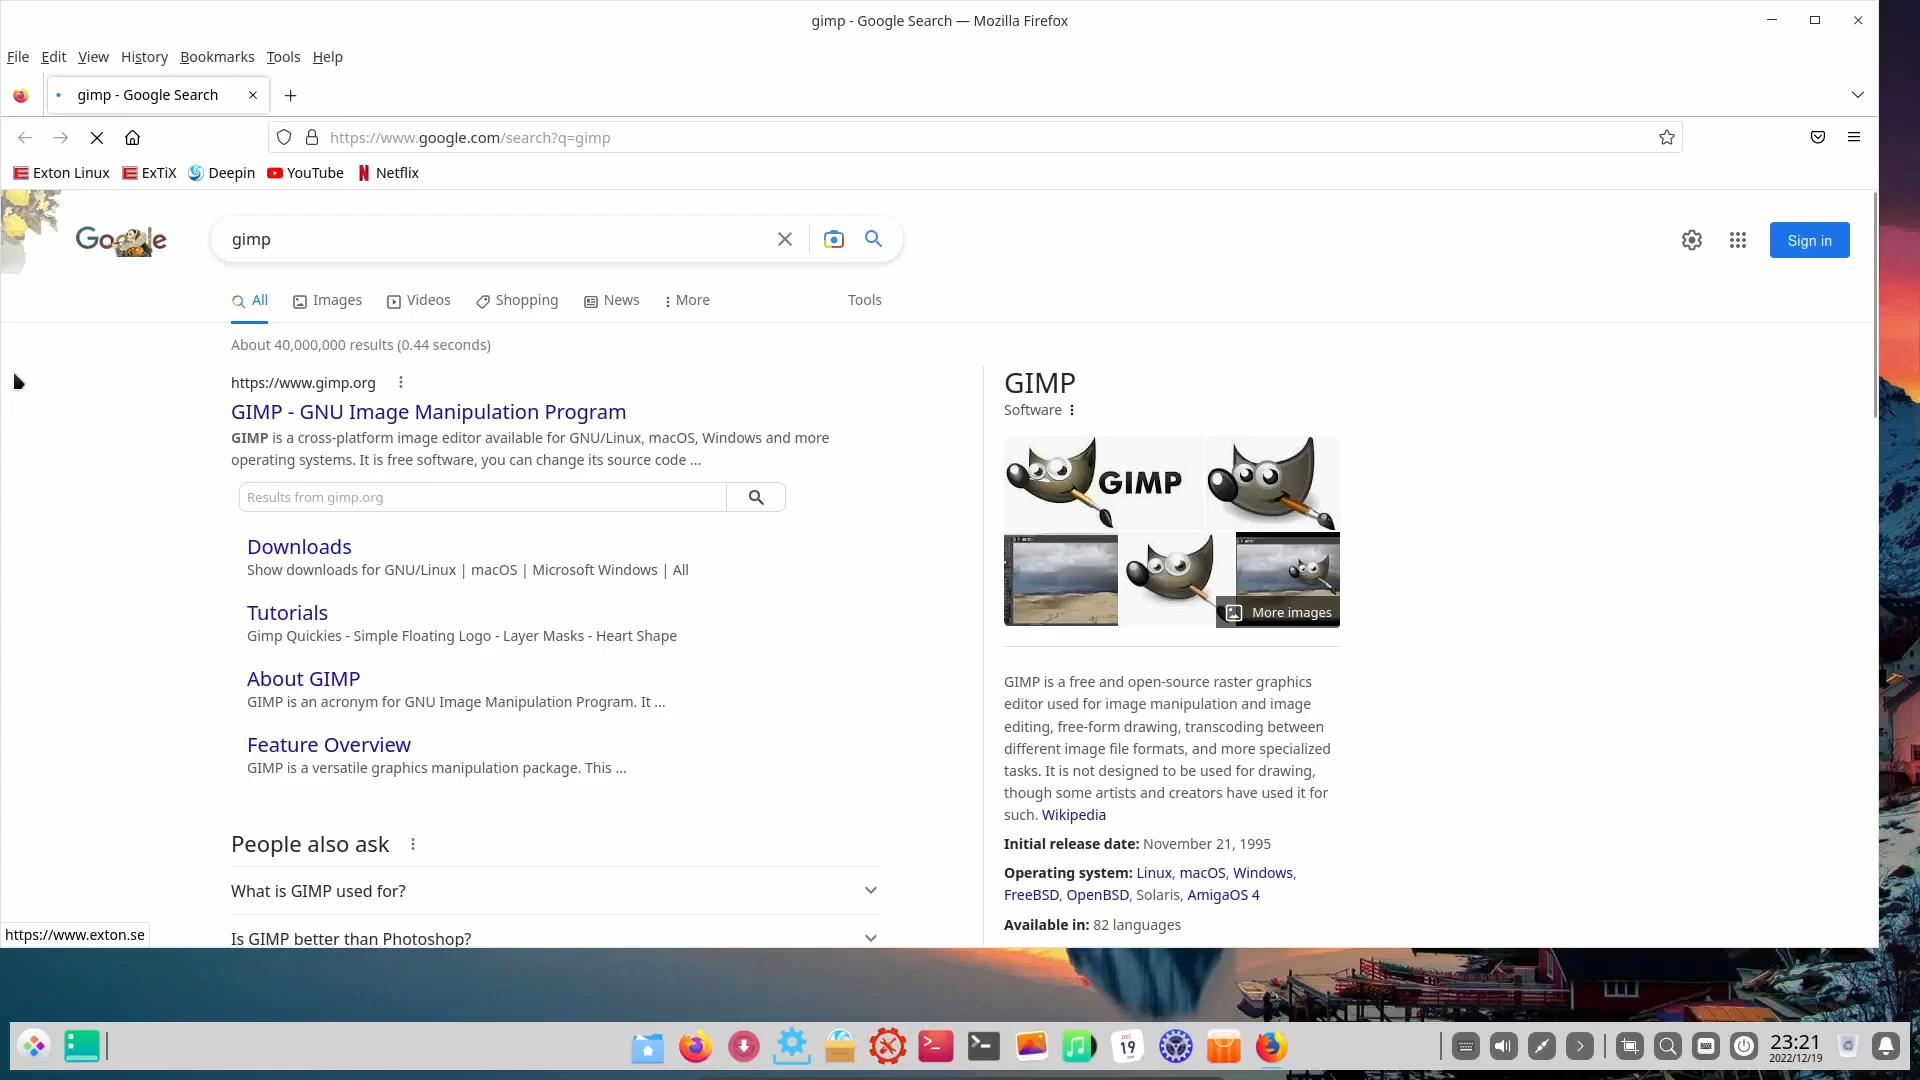 gimp - Google Search — Mozilla Firefox
File Edit View History Bookmarks Tools Help
gimp - Google Search
https://www.google.com/search?q=gimp
Exton Linux ExTiX Deepin YouTube Netflix
Google
gimp
Sign in
All Images Videos Shopping News More Tools
About 40,000,000 results (0.44 seconds)
https://www.gimp.org
GIMP - GNU Image Manipulation Program
GIMP is a cross-platform image editor available for GNU/Linux, macOS, Windows and more
operating systems. It is free software, you can change its source code ...
Results from gimp.org
Downloads
Show downloads for GNU/Linux | macOS | Microsoft Windows | All
Tutorials
Gimp Quickies - Simple Floating Logo - Layer Masks - Heart Shape
About GIMP
GIMP is an acronym for GNU Image Manipulation Program. It ...
Feature Overview
GIMP is a versatile graphics manipulation package. This ...
People also ask
What is GIMP used for?
Is GIMP better than Photoshop?
GIMP
Software
GIMP
More images
GIMP is a free and open-source raster graphics
editor used for image manipulation and image
editing, free-form drawing, transcoding between
different image file formats, and more specialized
tasks. It is not designed to be used for drawing,
though some artists and creators have used it for
such. Wikipedia
Initial release date: November 21, 1995
Operating system: Linux, macOS, Windows,
FreeBSD, OpenBSD, Solaris, AmigaOS 4
Available in: 82 languages
https://www.exton.se
DEC
19
23:21
2022/12/19